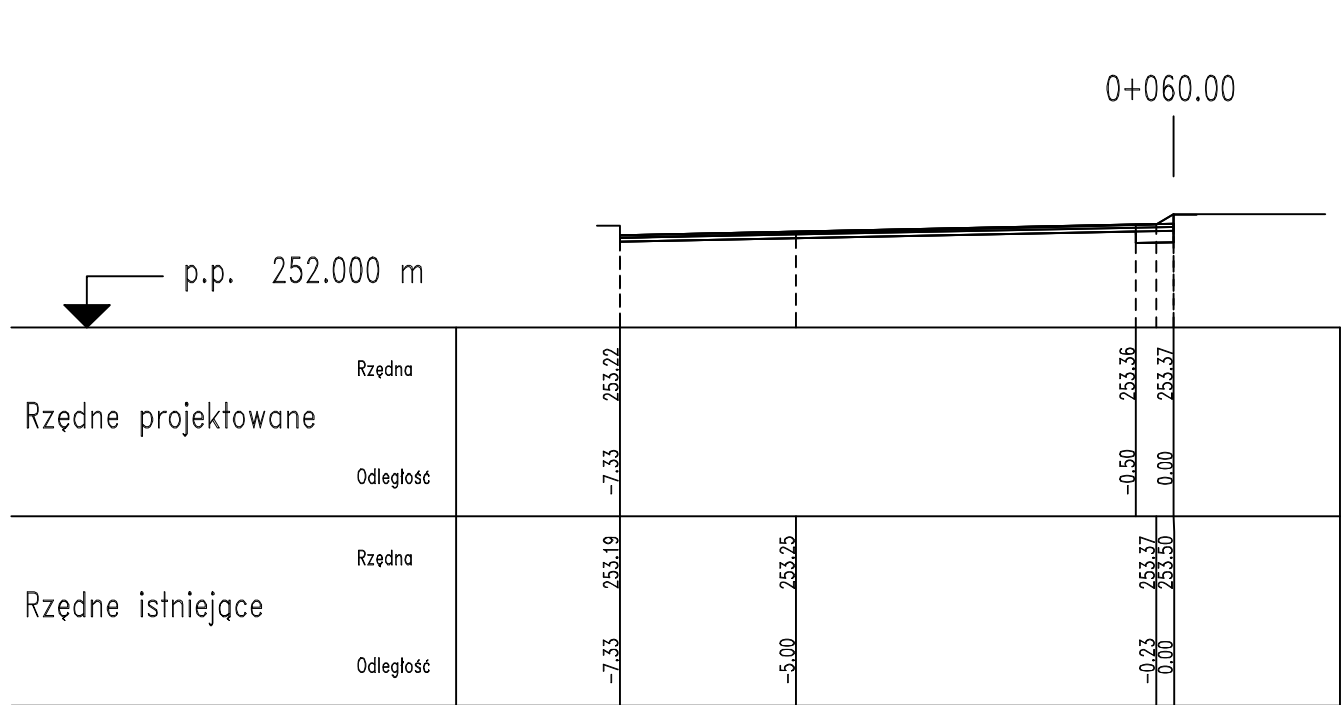 0+060.00
p.p. 252.000 m
Rzędne projektowane
Rzędna
253.22
253.36
253.37
Odległość
-7.33
-0.50
0.00
Rzędne istniejące
Rzędna
253.19
253.25
253.37
253.50
Odległość
-7.33
-5.00
-0.23
0.00